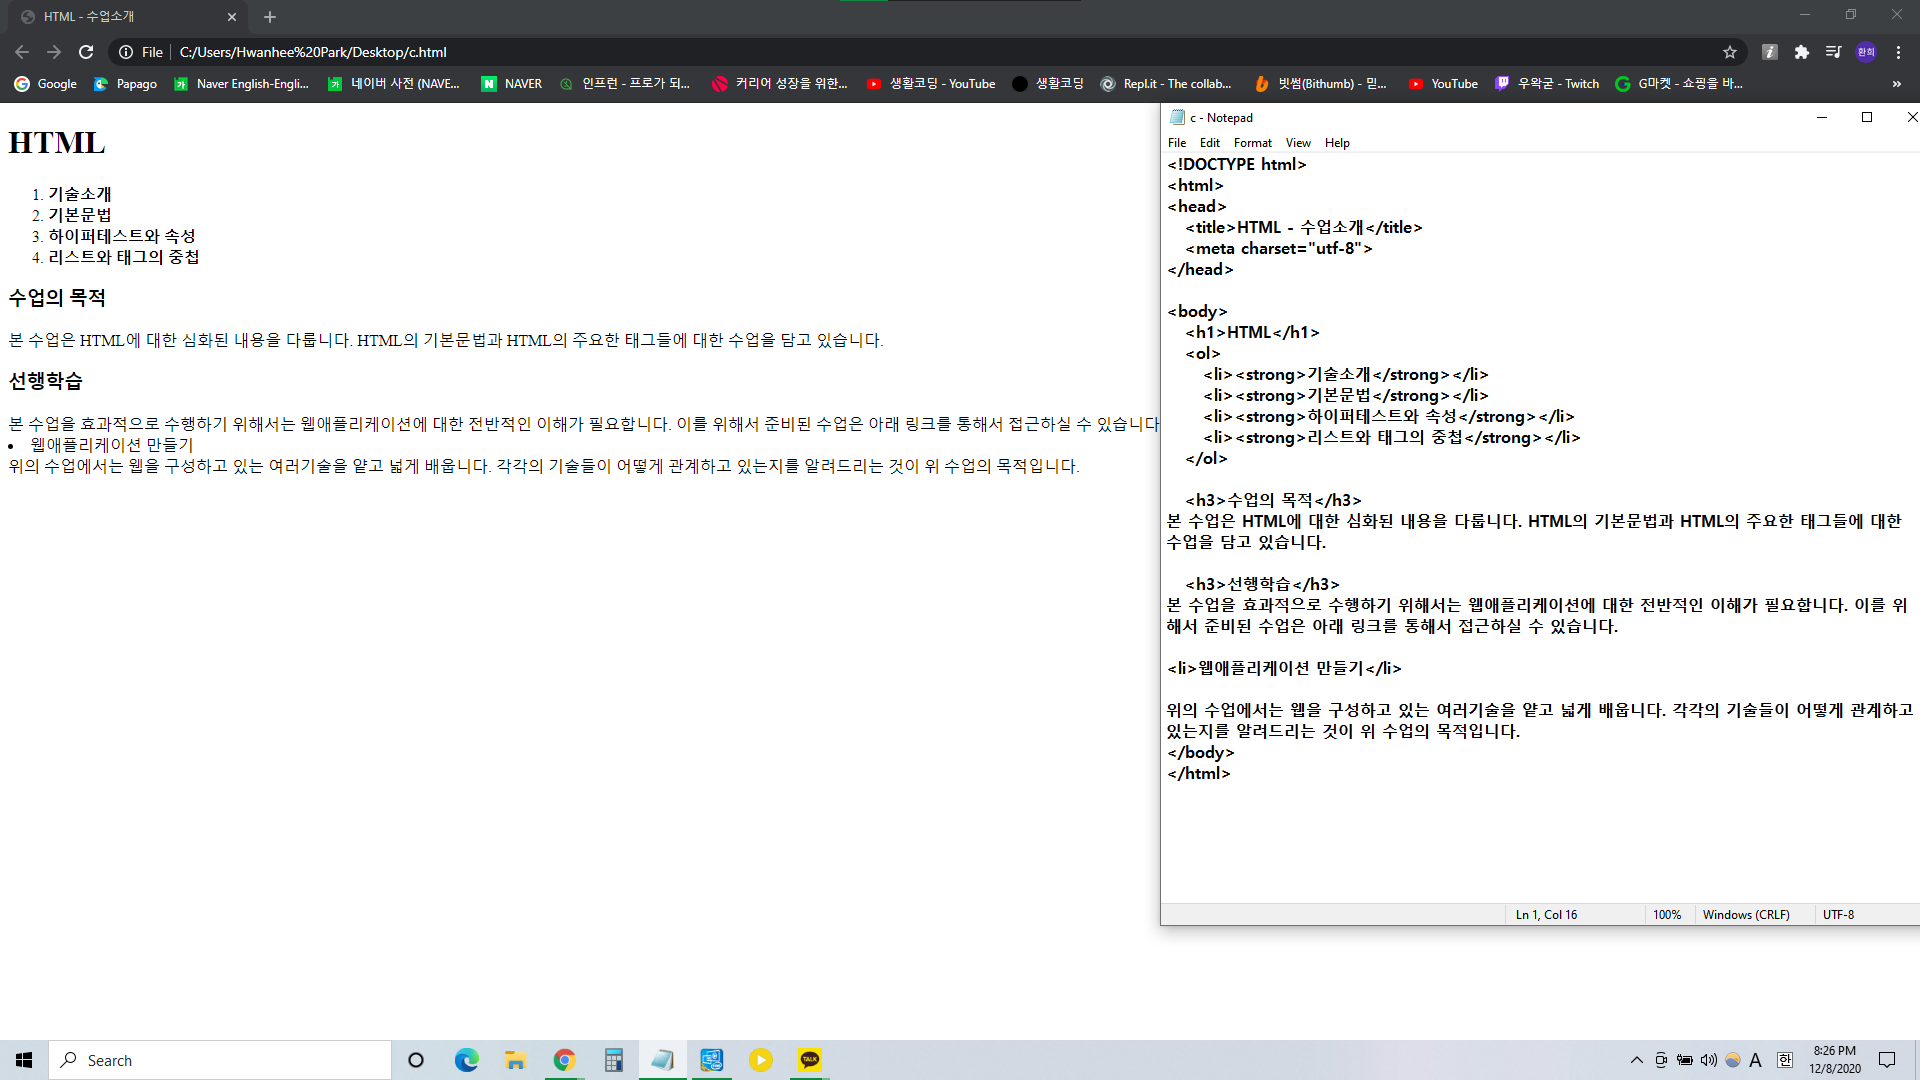 HTML - 수업소개
File
C:/Users/Hwanhee%20Park/Desktop/c.html
환희
Google
Papago
Naver English-Engli...
네이버 사전 (NAVE...
NAVER
인프런 - 프로가 되...
커리어 성장을 위한...
생활코딩 - YouTube
생활코딩
Repl.it - The collab...
빗썸(Bithumb) - 믿...
YouTube
우왁굳 - Twitch
G마켓 - 쇼핑을 바...
»
HTML
1. 기술소개
2. 기본문법
3. 하이퍼테스트와 속성
4. 리스트와 태그의 중첩
수업의 목적
본 수업은 HTML에 대한 심화된 내용을 다룹니다. HTML의 기본문법과 HTML의 주요한 태그들에 대한 수업을 담고 있습니다.
선행학습
본 수업을 효과적으로 수행하기 위해서는 웹애플리케이션에 대한 전반적인 이해가 필요합니다. 이를 위해서 준비된 수업은 아래 링크를 통해서 접근하실 수 있습니다
• 웹애플리케이션 만들기
위의 수업에서는 웹을 구성하고 있는 여러기술을 얕고 넓게 배웁니다. 각각의 기술들이 어떻게 관계하고 있는지를 알려드리는 것이 위 수업의 목적입니다.
c - Notepad
File Edit Format View Help
<!DOCTYPE html>
<html>
<head>
<title>HTML - 수업소개</title>
<meta charset="utf-8">
</head>
<body>
<h1>HTML</h1>
<ol>
<li><strong>기술소개</strong></li>
<li><strong>기본문법</strong></li>
<li><strong>하이퍼테스트와 속성</strong></li>
<li><strong>리스트와 태그의 중첩</strong></li>
</ol>
<h3>수업의 목적</h3>
본 수업은 HTML에 대한 심화된 내용을 다룹니다. HTML의 기본문법과 HTML의 주요한 태그들에 대한
수업을 담고 있습니다.
<h3>선행학습</h3>
본 수업을 효과적으로 수행하기 위해서는 웹애플리케이션에 대한 전반적인 이해가 필요합니다. 이를 위
해서 준비된 수업은 아래 링크를 통해서 접근하실 수 있습니다.
<li>웹애플리케이션 만들기</li>
위의 수업에서는 웹을 구성하고 있는 여러기술을 얕고 넓게 배웁니다. 각각의 기술들이 어떻게 관계하고
있는지를 알려드리는 것이 위 수업의 목적입니다.
</body>
</html>
Ln 1, Col 16
100%
Windows (CRLF)
UTF-8
Search
TALK
A
한
8:26 PM
12/8/2020